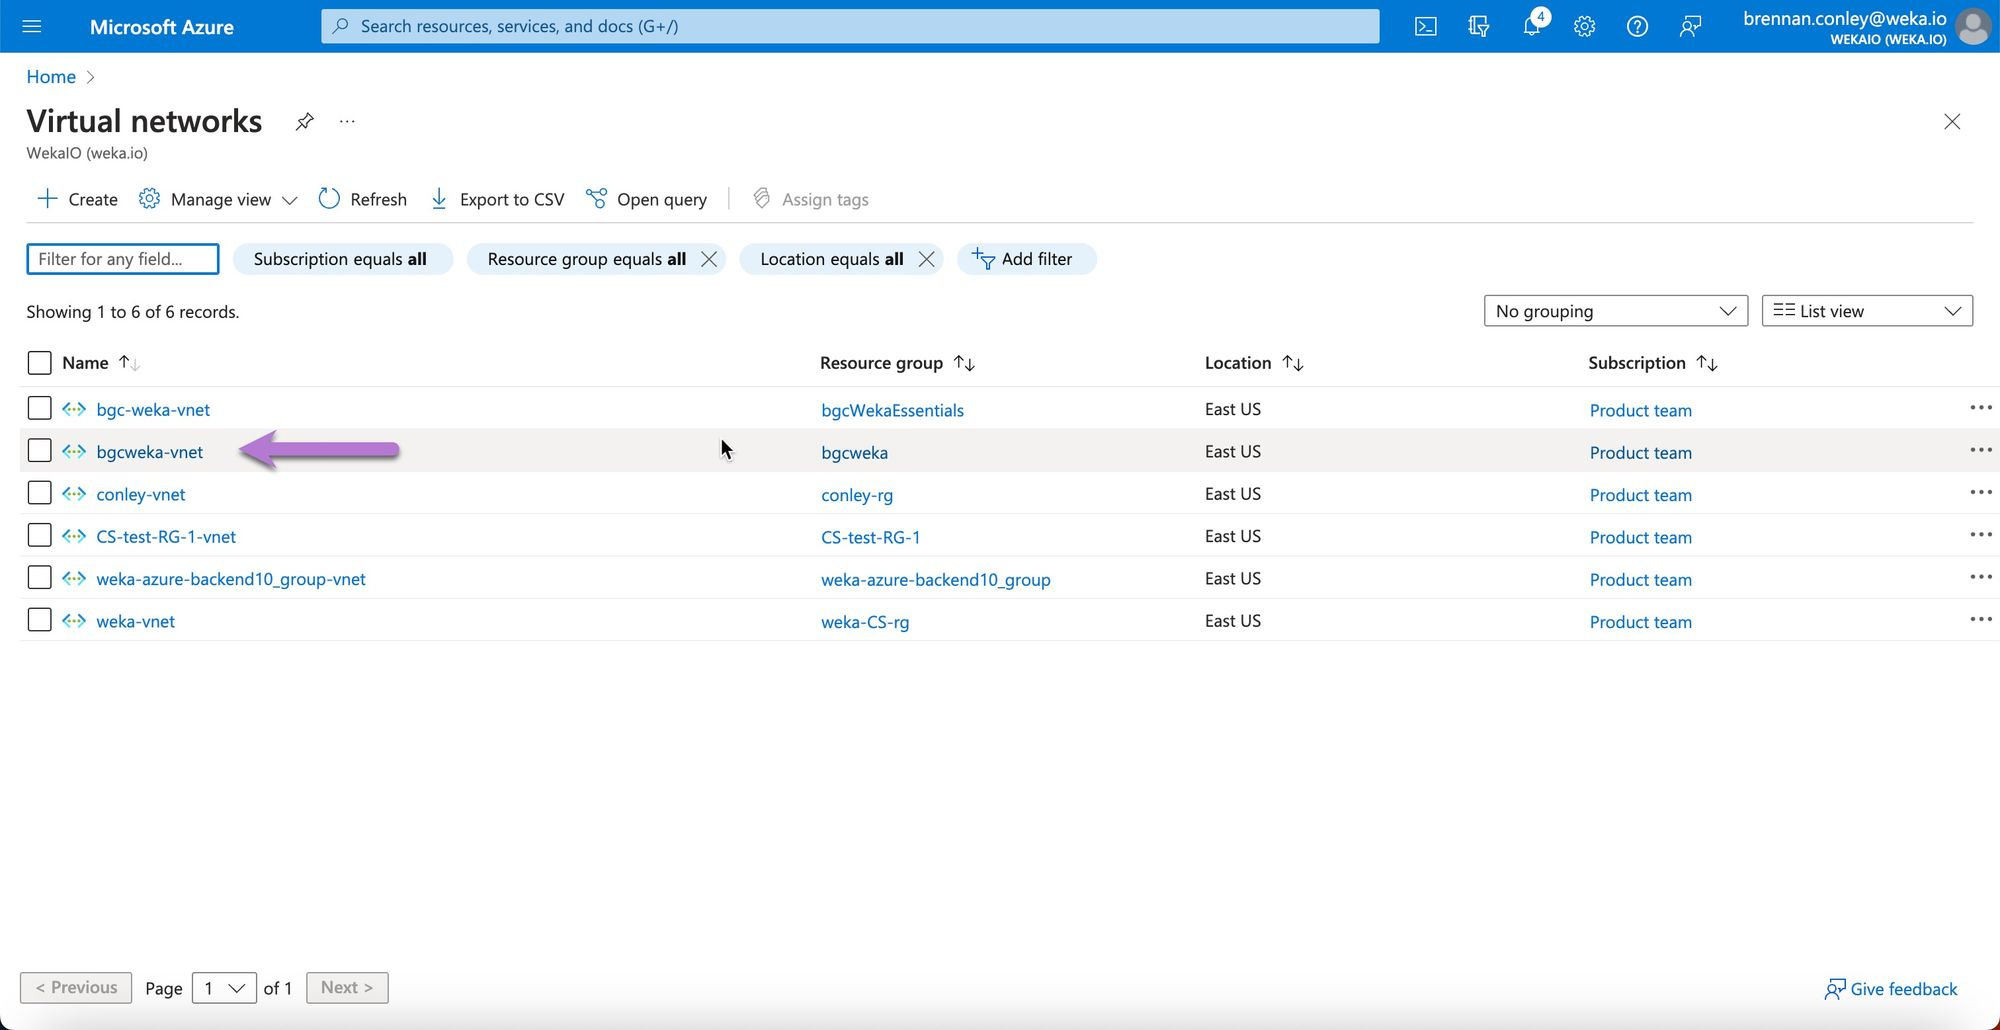 Microsoft Azure
Search resources, services, and docs (G+/)
4
brennan.conley@weka.io
WEKAIO (WEKA.IO)
Home
Virtual networks
...
WekaIO (weka.io)
Create Manage view Refresh Export to CSV Open query Assign tags
Filter for any field... Subscription equals all Resource group equals all Location equals all Add filter
Showing 1 to 6 of 6 records.
No grouping List view
Name Resource group Location Subscription
bgc-weka-vnet bgcWekaEssentials East US Product team ...
bgcweka-vnet bgcweka East US Product team ...
conley-vnet conley-rg East US Product team ...
CS-test-RG-1-vnet CS-test-RG-1 East US Product team ...
weka-azure-backend10_group-vnet weka-azure-backend10_group East US Product team ...
weka-vnet weka-CS-rg East US Product team ...
< Previous Page 1 of 1 Next >
Give feedback